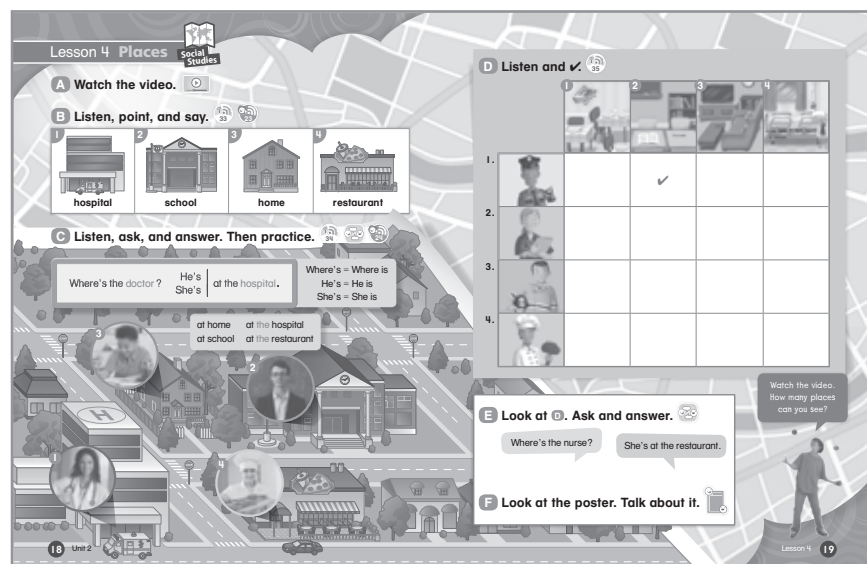 Lesson 4 Places
Social
Studies
A Watch the video.
B Listen, point, and say. 33 23
1
2
3
4
hospital
school
home
restaurant
C Listen, ask, and answer. Then practice. 34 24
Where's the doctor?
He's
She's
at the hospital.
Where's = Where is
He's = He is
She's = She is
at home at the hospital
at school at the restaurant
3
2
H
1
4
18 Unit 2
D Listen and ✔. 35
1
2
3
4
1.
✔
2.
3.
4.
E Look at D. Ask and answer.
Where's the nurse?
She's at the restaurant.
F Look at the poster. Talk about it.
Watch the video.
How many places
can you see?
Lesson 4 19